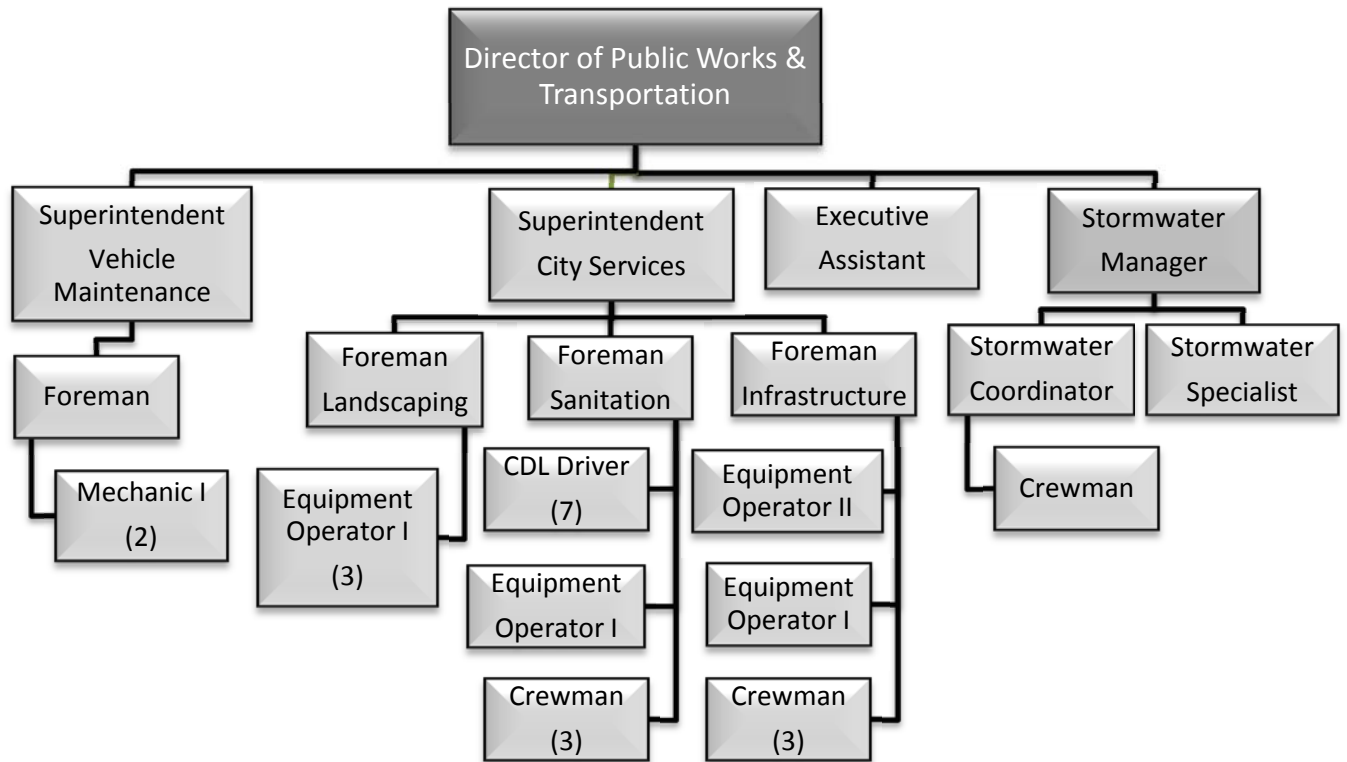 Director of Public Works &
Transportation
Superintendent
Vehicle
Maintenance
Superintendent
City Services
Executive
Assistant
Stormwater
Manager
Foreman
Foreman
Landscaping
Foreman
Sanitation
Foreman
Infrastructure
Stormwater
Coordinator
Stormwater
Specialist
Mechanic I
(2)
Equipment
Operator I
(3)
CDL Driver
(7)
Equipment
Operator II
Crewman
Equipment
Operator I
Equipment
Operator I
Crewman
(3)
Crewman
(3)